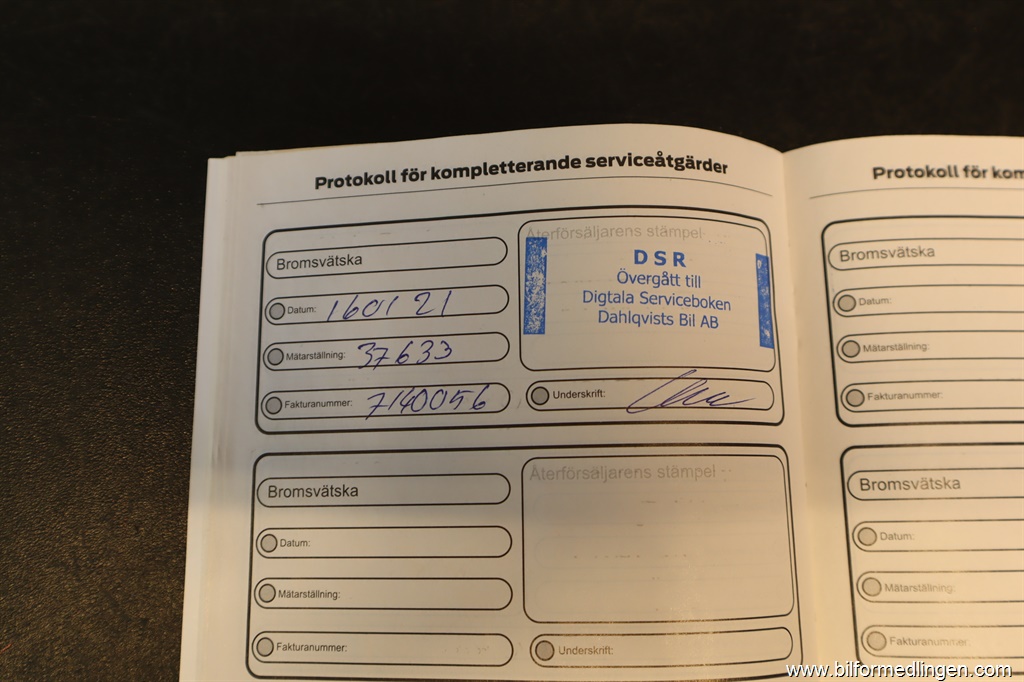 Protokoll för kompletterande serviceåtgärder
Bromsvätska
Datum: 160121
Mätarställning: 37633
Fakturanummer: 7140056
Återförsäljarens stämpel
DSR
Övergått till
Digtala Serviceboken
Dahlqvists Bil AB
Underskrift:
Bromsvätska
Datum:
Mätarställning:
Fakturanummer:
Återförsäljarens stämpel
Underskrift:
Protokoll för kom
Bromsvätska
Datum:
Mätarställning:
Fakturanummer:
Bromsvätska
Datum:
Mätarställning:
Fakturanummer:
www.bilformedlingen.com